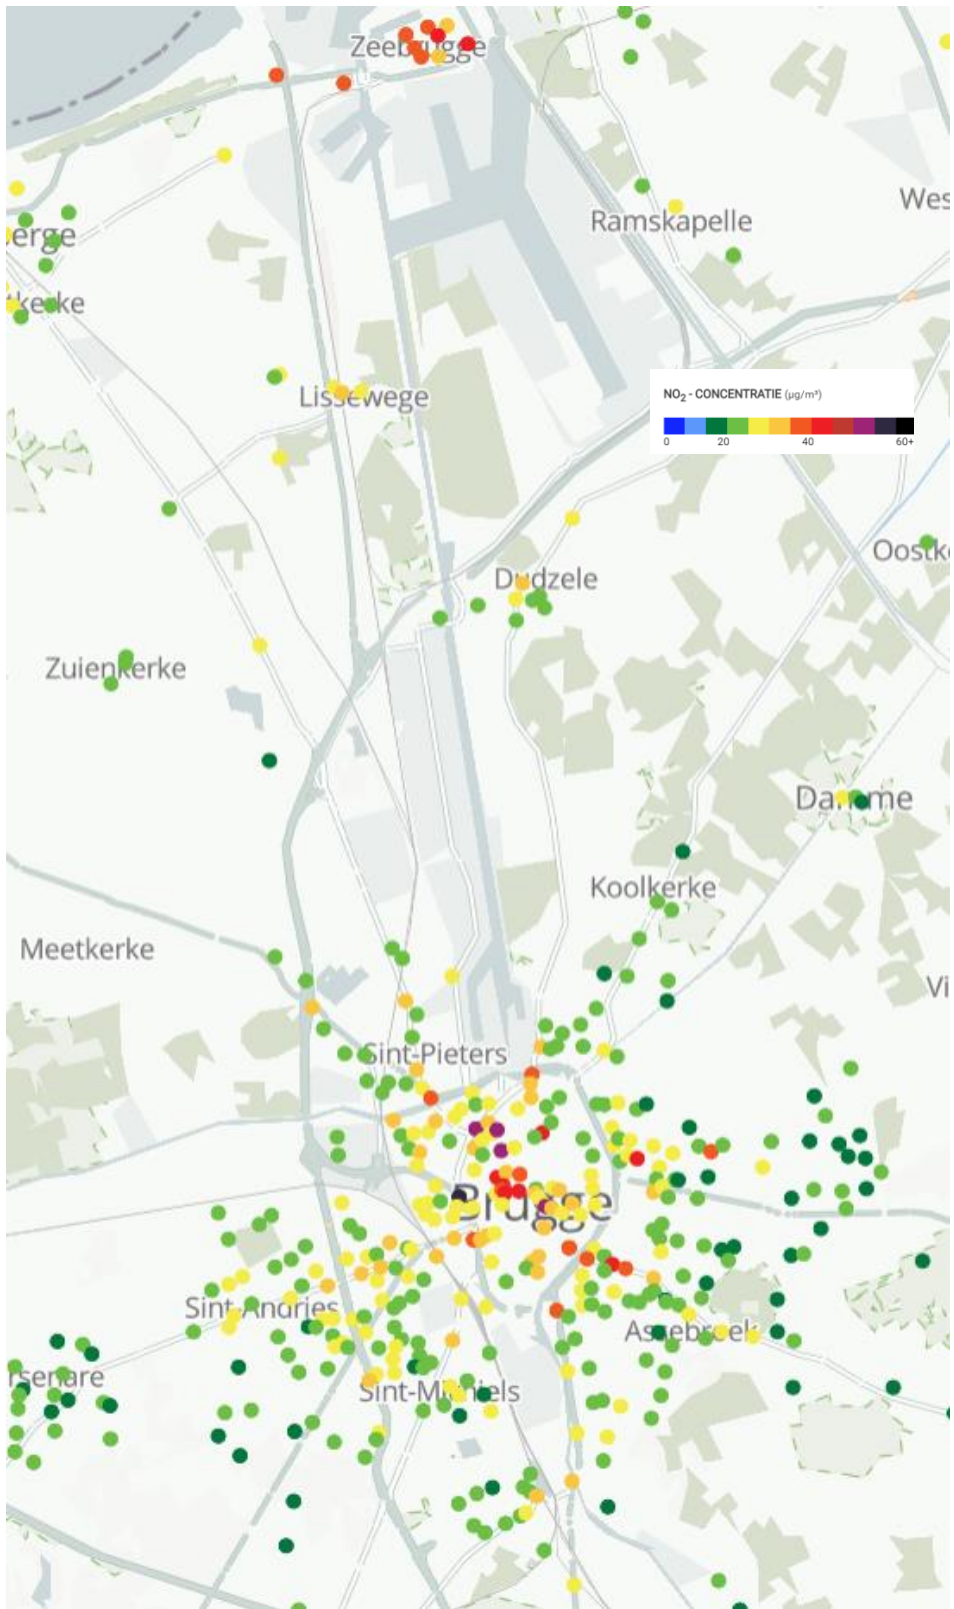 Zeebrugge
Ramskapelle
Wes
erge
tkerke
Lissewege
NO2 - CONCENTRATIE (µg/m³)
0 20 40 60+
Oostk
Dudzele
Zuienkerke
Damme
Koolkerke
Meetkerke
Vi
Sint-Pieters
Brugge
Sint-Andries
Assebroek
rsenare
Sint-Michiels